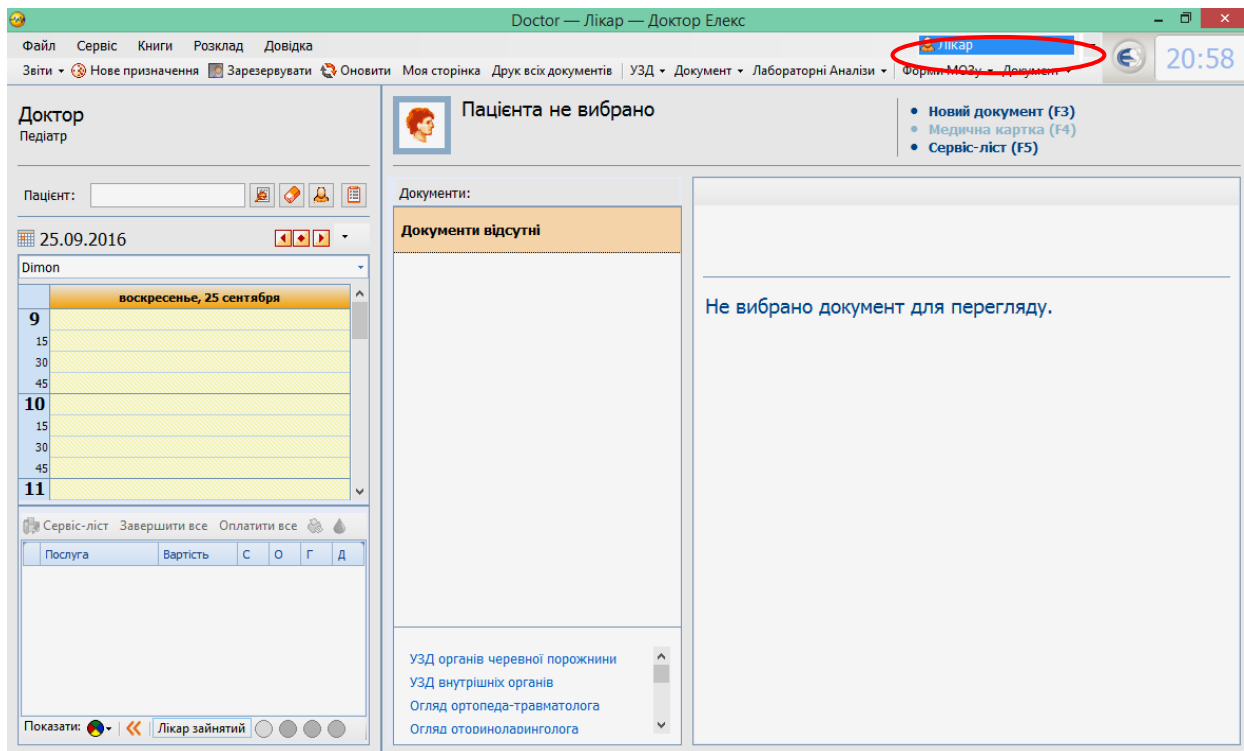 Doctor — Лікар — Доктор Елекс
Файл Сервіс Книги Розклад Довідка
Лікар
Звіти Нове призначення Зарезервувати Оновити Моя сторінка Друк всіх документів УЗД Документ Лабораторні Аналізи Форми МОЗу Документ
20:58
Доктор
Педіатр
Пацієнт:
25.09.2016
Dimon
воскресенье, 25 сентября
9
15
30
45
10
15
30
45
11
Сервіс-ліст Завершити все Оплатити все
Послуга Вартість С О Г Д
Показати: Лікар зайнятий
Пацієнта не вибрано
Новий документ (F3)
Медична картка (F4)
Сервіс-ліст (F5)
Документи:
Документи відсутні
УЗД органів черевної порожнини
УЗД внутрішніх органів
Огляд ортопеда-травматолога
Огляд оториноларинголога
Не вибрано документ для перегляду.